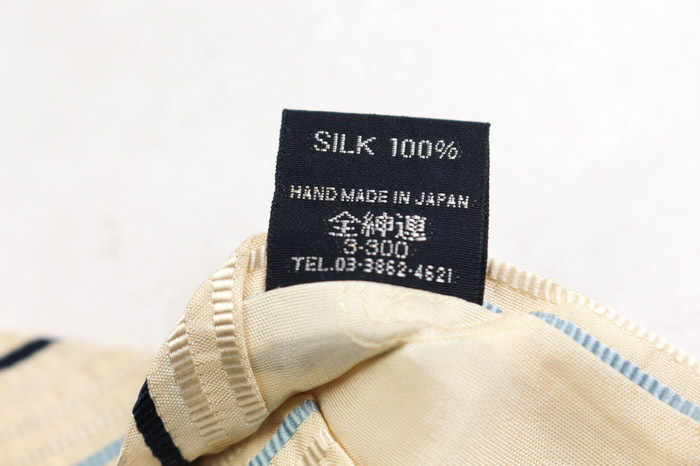 SILK 100%
HAND MADE IN JAPAN
全紳連
3-300
TEL.03-3862-4621